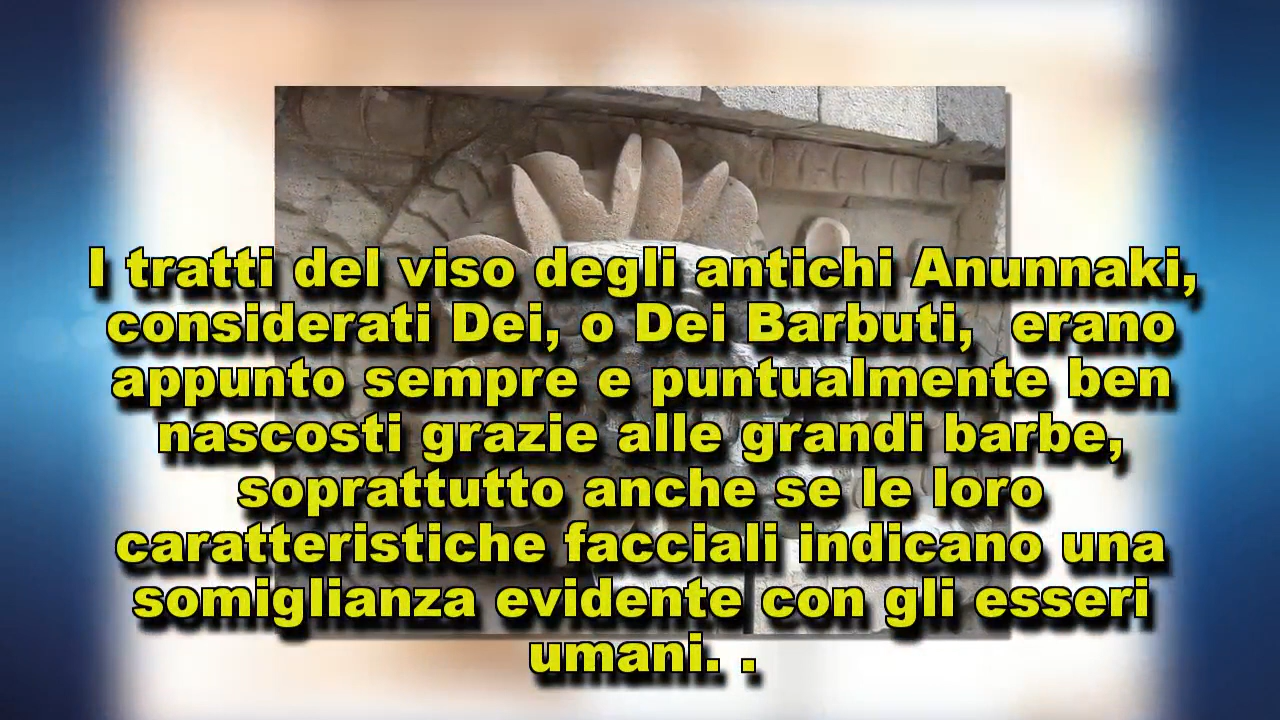 I tratti del viso degli antichi Anunnaki,
considerati Dei, o Dei Barbuti,  erano
appunto sempre e puntualmente ben
nascosti grazie alle grandi barbe,
soprattutto anche se le loro
caratteristiche facciali indicano una
somiglianza evidente con gli esseri
umani. .